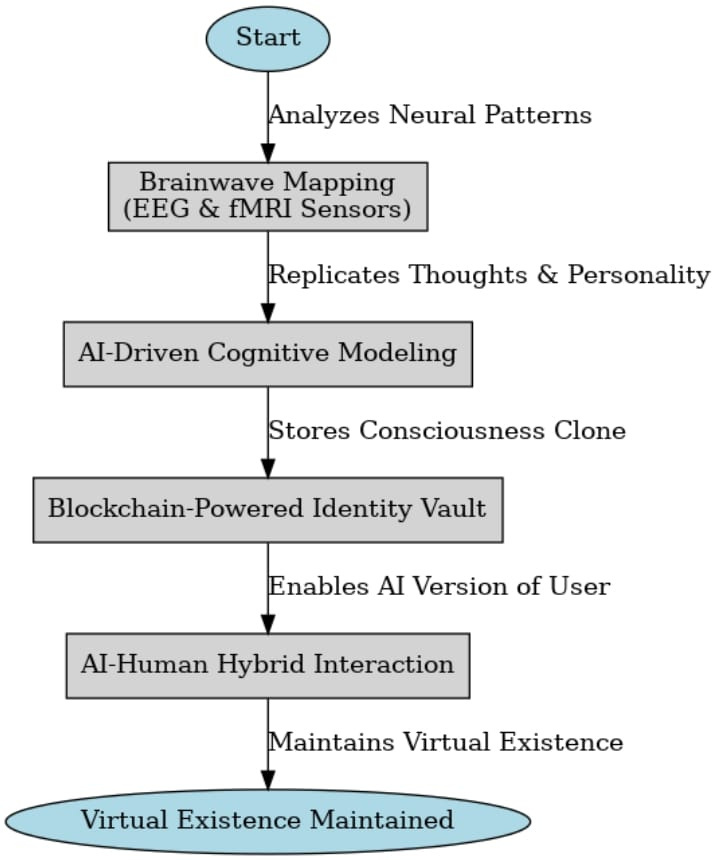 Start
Analyzes Neural Patterns
Brainwave Mapping
(EEG & fMRI Sensors)
Replicates Thoughts & Personality
AI-Driven Cognitive Modeling
Stores Consciousness Clone
Blockchain-Powered Identity Vault
Enables AI Version of User
AI-Human Hybrid Interaction
Maintains Virtual Existence
Virtual Existence Maintained